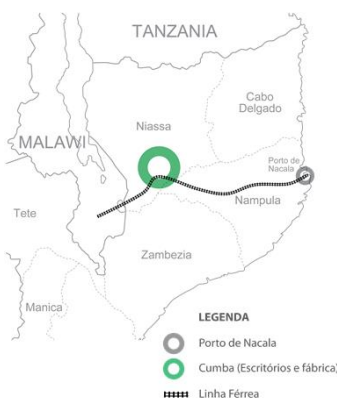 TANZANIA
Cabo
Delgado
Niassa
MALAWI
Porto de
Nacala
Tete
Nampula
Zambezia
Manica
LEGENDA
Porto de Nacala
Cumba (Escritórios e fábrica)
Linha Férrea